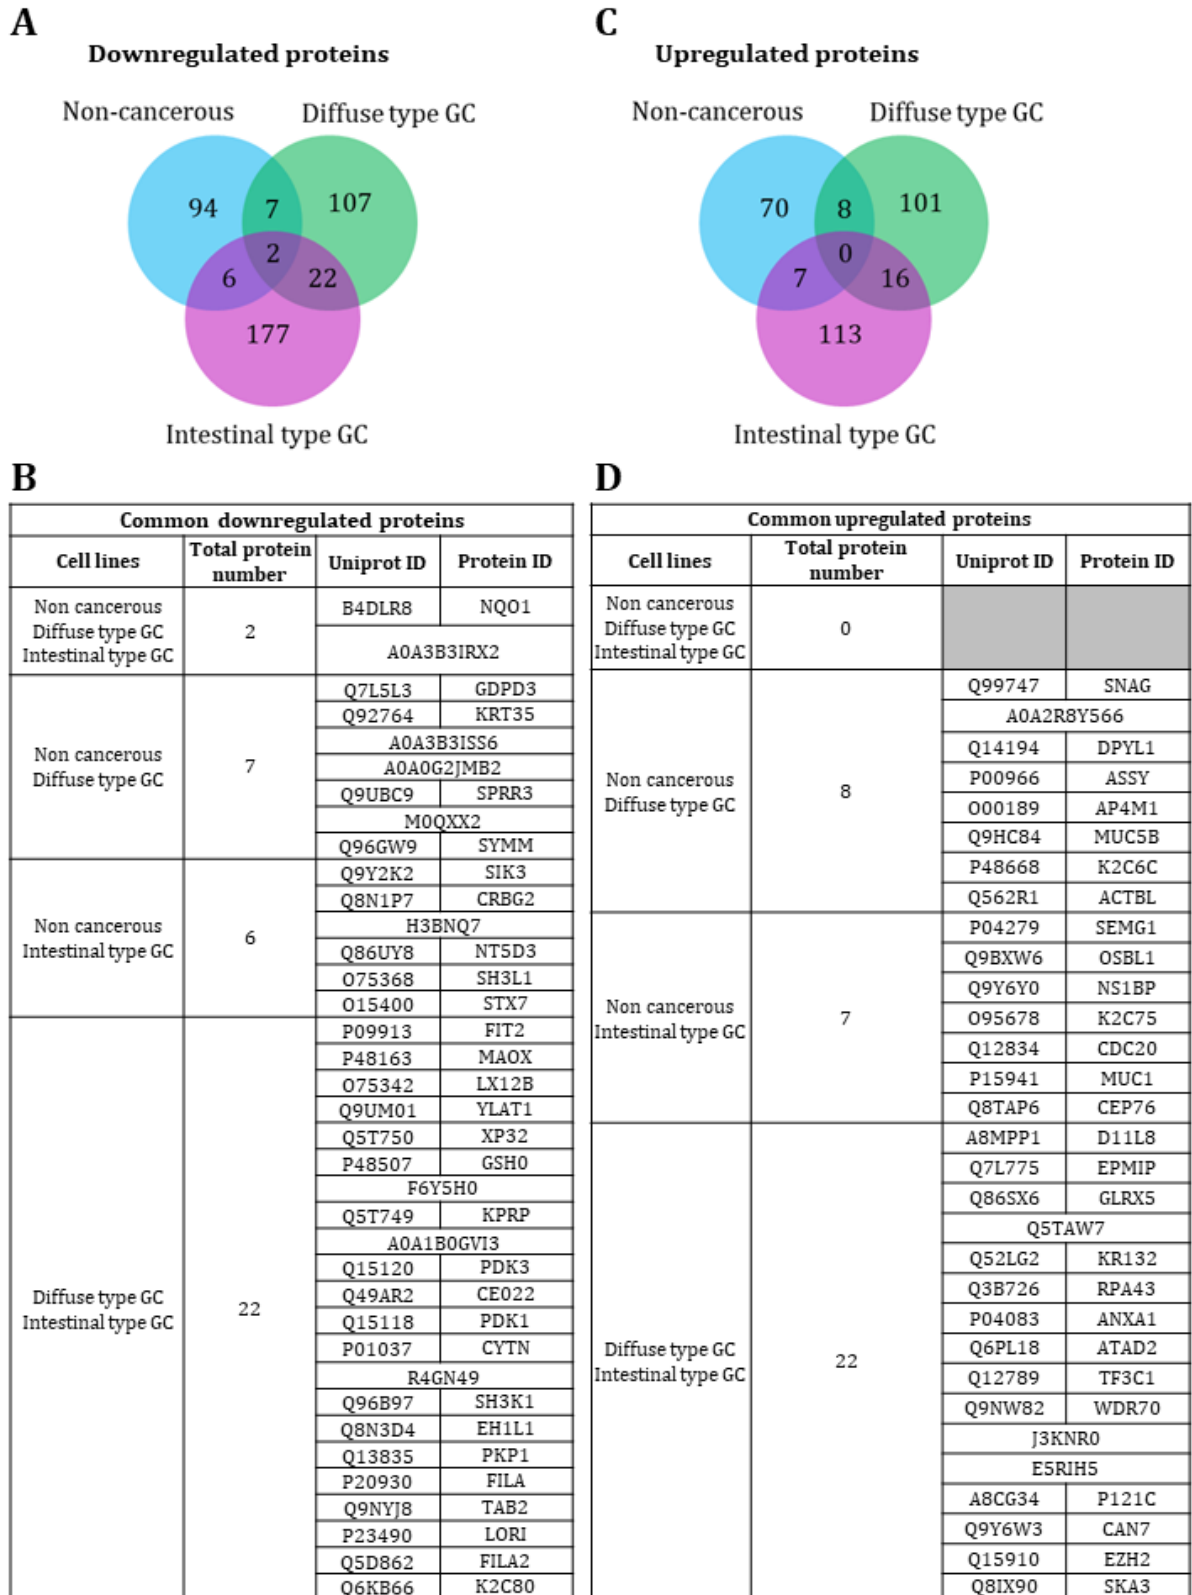 A
Downregulated proteins
Non-cancerous
Diffuse type GC
94
7
107
2
6
22
177
Intestinal type GC
C
Upregulated proteins
Non-cancerous
Diffuse type GC
70
8
101
0
7
16
113
Intestinal type GC
B
Common downregulated proteins
Cell lines Total protein number Uniprot ID Protein ID
Non cancerous
Diffuse type GC
Intestinal type GC
2
B4DLR8 NQO1
A0A3B3IRX2
Non cancerous
Diffuse type GC
7
Q7L5L3 GDPD3
Q92764 KRT35
A0A3B3ISS6
A0A0G2JMB2
Q9UBC9 SPRR3
M0QXX2
Q96GW9 SYMM
Non cancerous
Intestinal type GC
6
Q9Y2K2 SIK3
Q8N1P7 CRBG2
H3BNQ7
Q86UY8 NT5D3
O75368 SH3L1
O15400 STX7
Diffuse type GC
Intestinal type GC
22
P09913 FIT2
P48163 MAOX
O75342 LX12B
Q9UM01 YLAT1
Q5T750 XP32
P48507 GSH0
F6Y5H0
Q5T749 KPRP
A0A1B0GVI3
Q15120 PDK3
Q49AR2 CE022
Q15118 PDK1
P01037 CYTN
R4GN49
Q96B97 SH3K1
Q8N3D4 EH1L1
Q13835 PKP1
P20930 FILA
Q9NYJ8 TAB2
P23490 LORI
Q5D862 FILA2
Q6KB66 K2C80
D
Common upregulated proteins
Cell lines Total protein number Uniprot ID Protein ID
Non cancerous
Diffuse type GC
Intestinal type GC
0
Non cancerous
Diffuse type GC
8
Q99747 SNAG
A0A2R8Y566
Q14194 DPYL1
P00966 ASSY
O00189 AP4M1
Q9HC84 MUC5B
P48668 K2C6C
Q562R1 ACTBL
Non cancerous
Intestinal type GC
7
P04279 SEMG1
Q9BXW6 OSBL1
Q9Y6Y0 NS1BP
O95678 K2C75
Q12834 CDC20
P15941 MUC1
Q8TAP6 CEP76
Diffuse type GC
Intestinal type GC
22
A8MPP1 D11L8
Q7L775 EPMIP
Q86SX6 GLRX5
Q5TAW7
Q52LG2 KR132
Q3B726 RPA43
P04083 ANXA1
Q6PL18 ATAD2
Q12789 TF3C1
Q9NW82 WDR70
J3KNR0
E5RIH5
A8CG34 P121C
Q9Y6W3 CAN7
Q15910 EZH2
Q8IX90 SKA3